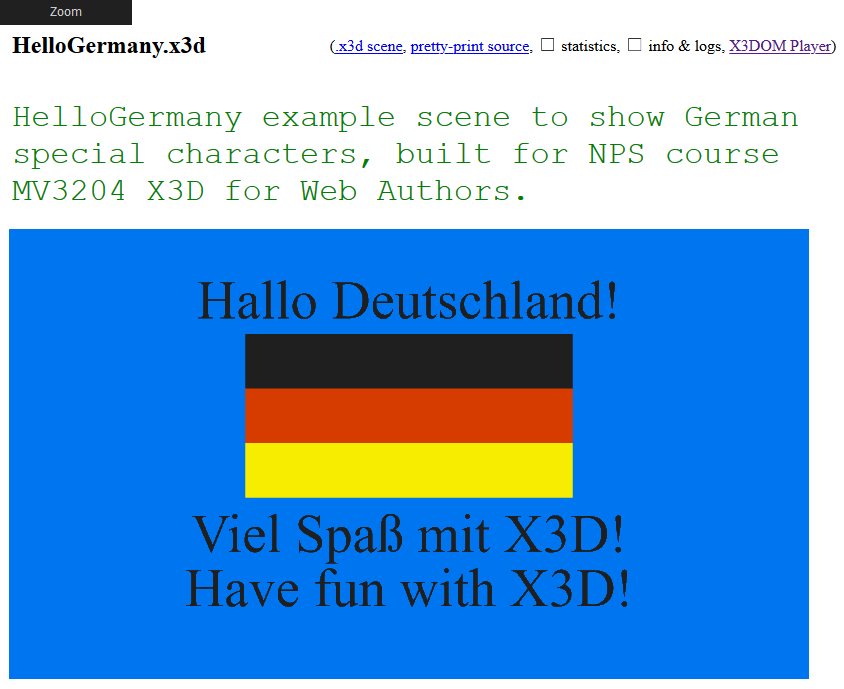 Zoom
HelloGermany.x3d (.x3d scene, pretty-print source, statistics, info & logs, X3DOM Player)
HelloGermany example scene to show German
special characters, built for NPS course
MV3204 X3D for Web Authors.
Hallo Deutschland!
Viel Spaß mit X3D!
Have fun with X3D!